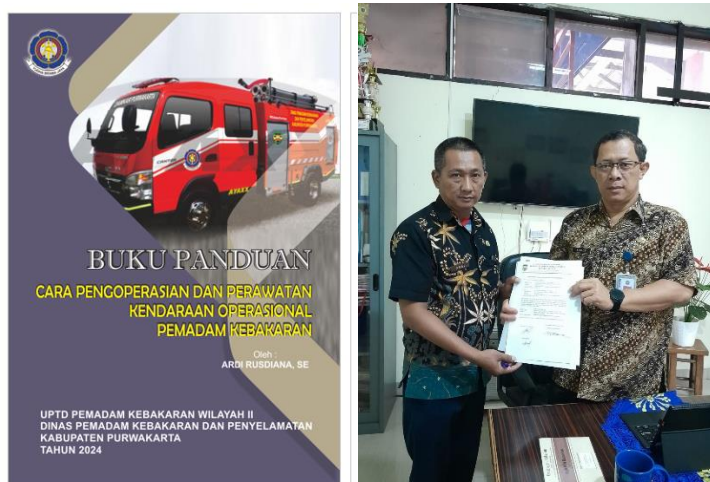 BUKU PANDUAN
CARA PENGOPERASIAN DAN PERAWATAN
KENDARAAN OPERASIONAL
PEMADAM KEBAKARAN
Oleh :
ARDI RUSDIANA, SE
UPTD PEMADAM KEBAKARAN WILAYAH II
DINAS PEMADAM KEBAKARAN DAN PENYELAMATAN
KABUPATEN PURWAKARTA
TAHUN 2024